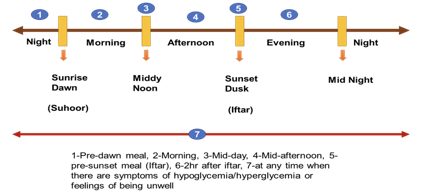 1 2 3 4 5 6
Night Morning Afternoon Evening Night
Sunrise Middy Sunset Mid Night
Dawn Noon Dusk
(Suhoor) (Iftar)
7
1-Pre-dawn meal, 2-Morning, 3-Mid-day, 4-Mid-afternoon, 5-
pre-sunset meal (Iftar), 6-2hr after iftar, 7-at any time when
there are symptoms of hypoglycemia/hyperglycemia or
feelings of being unwell